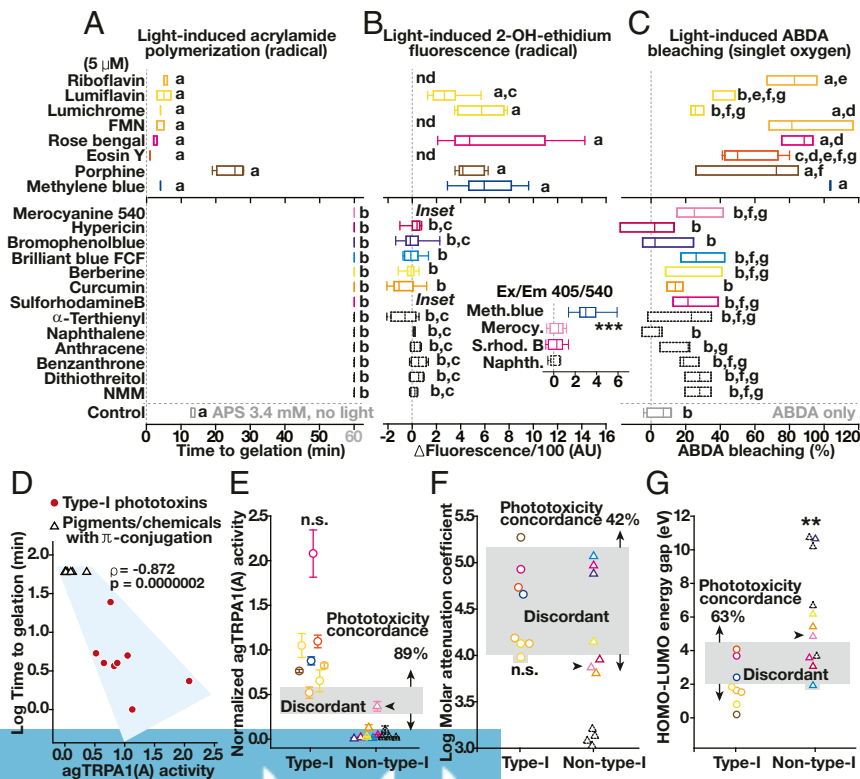 A
Light-induced acrylamide
polymerization (radical)
B
Light-induced 2-OH-ethidium
fluorescence (radical)
C
Light-induced ABDA
bleaching (singlet oxygen)
(5 μM)
Riboflavin a nd a,e
Lumiflavin a a,c b,e,f,g
Lumichrome a a b,f,g
FMN a nd a,d
Rose bengal a a a,d
Eosin Y a nd c,d,e,f,g
Porphine a a a,f
Methylene blue a a a
Merocyanine 540 b Inset b,f,g
Hypericin b b,c b
Bromophenolblue b b,c b
Brilliant blue FCF b b b,f,g
Berberine b b b,f,g
Curcumin b b b
SulforhodamineB b Inset b,f,g
α-Terthienyl b b,c b,f,g
Naphthalene b b,c b
Anthracene b b,c b,g
Benzanthrone b b,c b,f,g
Dithiothreitol b b,c b,f,g
NMM b b,c b,f,g
Control a APS 3.4 mM, no light b ABDA only
Ex/Em 405/540
Meth.blue
Merocy. ***
S.rhod. B
Naphth.
0 2 4 6
0 10 20 30 40 50 60
Time to gelation (min)
-2 0 2 4 6 8 10 12 14 16
△Fluorescence/100 (AU)
0 20 40 60 80 100 120
ABDA bleaching (%)
D
Type-I phototoxins
Pigments/chemicals
with π-conjugation
ρ = -0.872
p = 0.0000002
Log Time to gelation (min)
2.0
1.5
1.0
0.5
0.0
0.0 0.5 1.0 1.5 2.0 2.5
agTRPA1(A) activity
E
Normalized agTRPA1(A) activity
2.5
2.0
1.5
1.0
0.5
0.0
n.s.
Phototoxicity
concordance
89%
Discordant
Type-I Non-type-I
F
Log Molar attenuation coefficient
5.5
5.0
4.5
4.0
3.5
3.0
Phototoxicity
concordance 42%
Discordant
n.s.
Type-I Non-type-I
G
HOMO-LUMO energy gap (eV)
12
10
8
6
4
2
0
**
Phototoxicity
concordance
63%
Discordant
Type-I Non-type-I